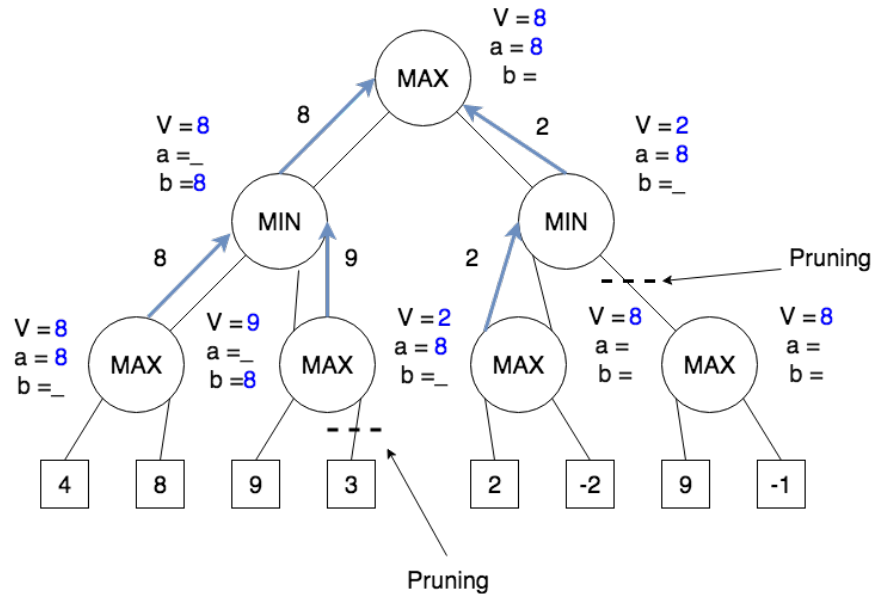 V = 8
a = 8
b =
MAX
8
2
V = 8
a =_
b =8
V = 2
a = 8
b =_
MIN
MIN
8
9
2
Pruning
V = 8
a = 8
b =_
V = 9
a =_
b =8
V = 2
a = 8
b =_
V = 8
a =
b =
V = 8
a =
b =
MAX
MAX
MAX
MAX
4
8
9
3
2
-2
9
-1
Pruning